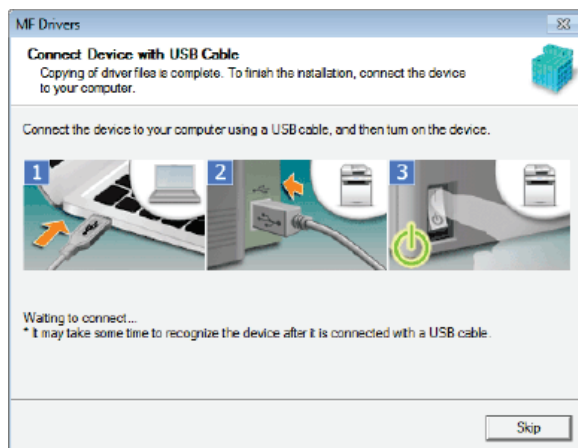 MF Drivers
Connect Device with USB Cable
Copying of driver files is complete. To finish the installation, connect the device
to your computer.
Connect the device to your computer using a USB cable, and then turn on the device.
1
2
3
Waiting to connect...
* It may take some time to recognize the device after it is connected with a USB cable.
Skip